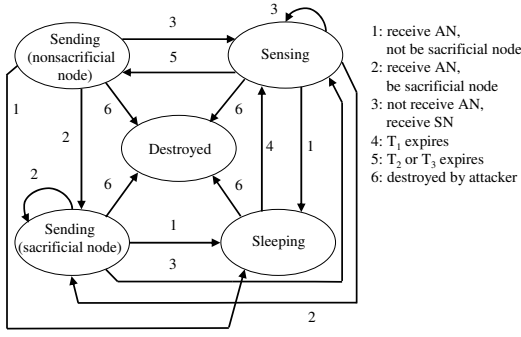 3
3
Sending
(nonsacrificial
node)
Sensing
5
1: receive AN,
not be sacrificial node
2: receive AN,
be sacrificial node
3: not receive AN,
receive SN
4: T₁ expires
5: T₂ or T₃ expires
6: destroyed by attacker
1
2
6
6
Destroyed
4
1
2
6
6
Sending
(sacrificial node)
1
Sleeping
3
2